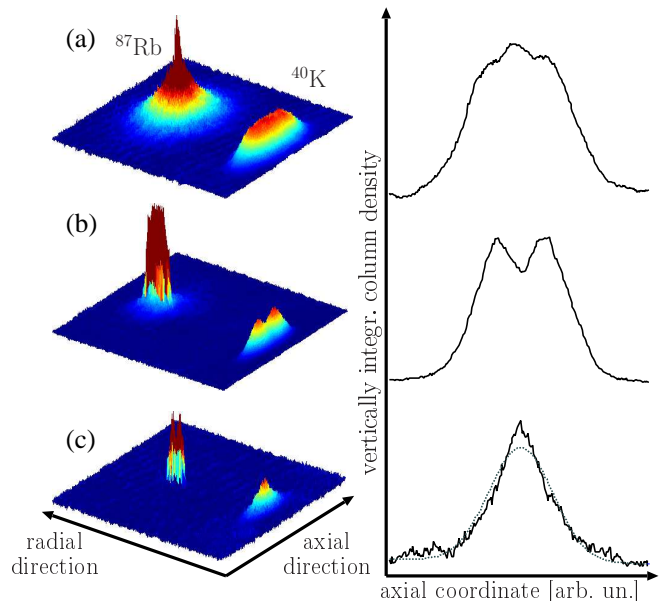 (a)
⁸⁷Rb
⁴⁰K
(b)
(c)
radial
direction
axial
direction
vertically integr. column density
axial coordinate [arb. un.]